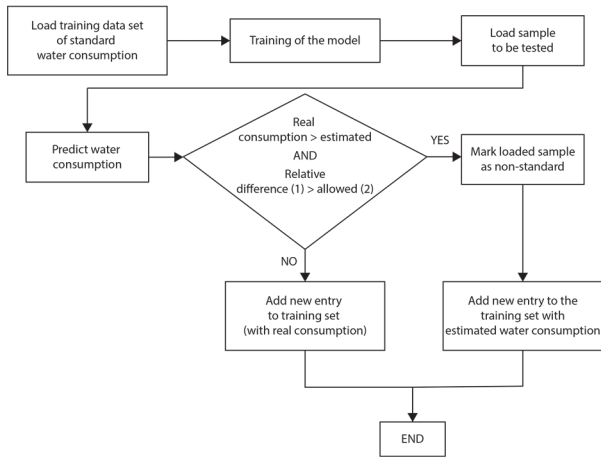 Load training data set
of standard
water consumption
Training of the model
Load sample
to be tested
Predict water
consumption
Real
consumption > estimated
AND
Relative
difference (1) > allowed (2)
YES
Mark loaded sample
as non-standard
NO
Add new entry
to training set
(with real consumption)
Add new entry to the
training set with
estimated water consumption
END